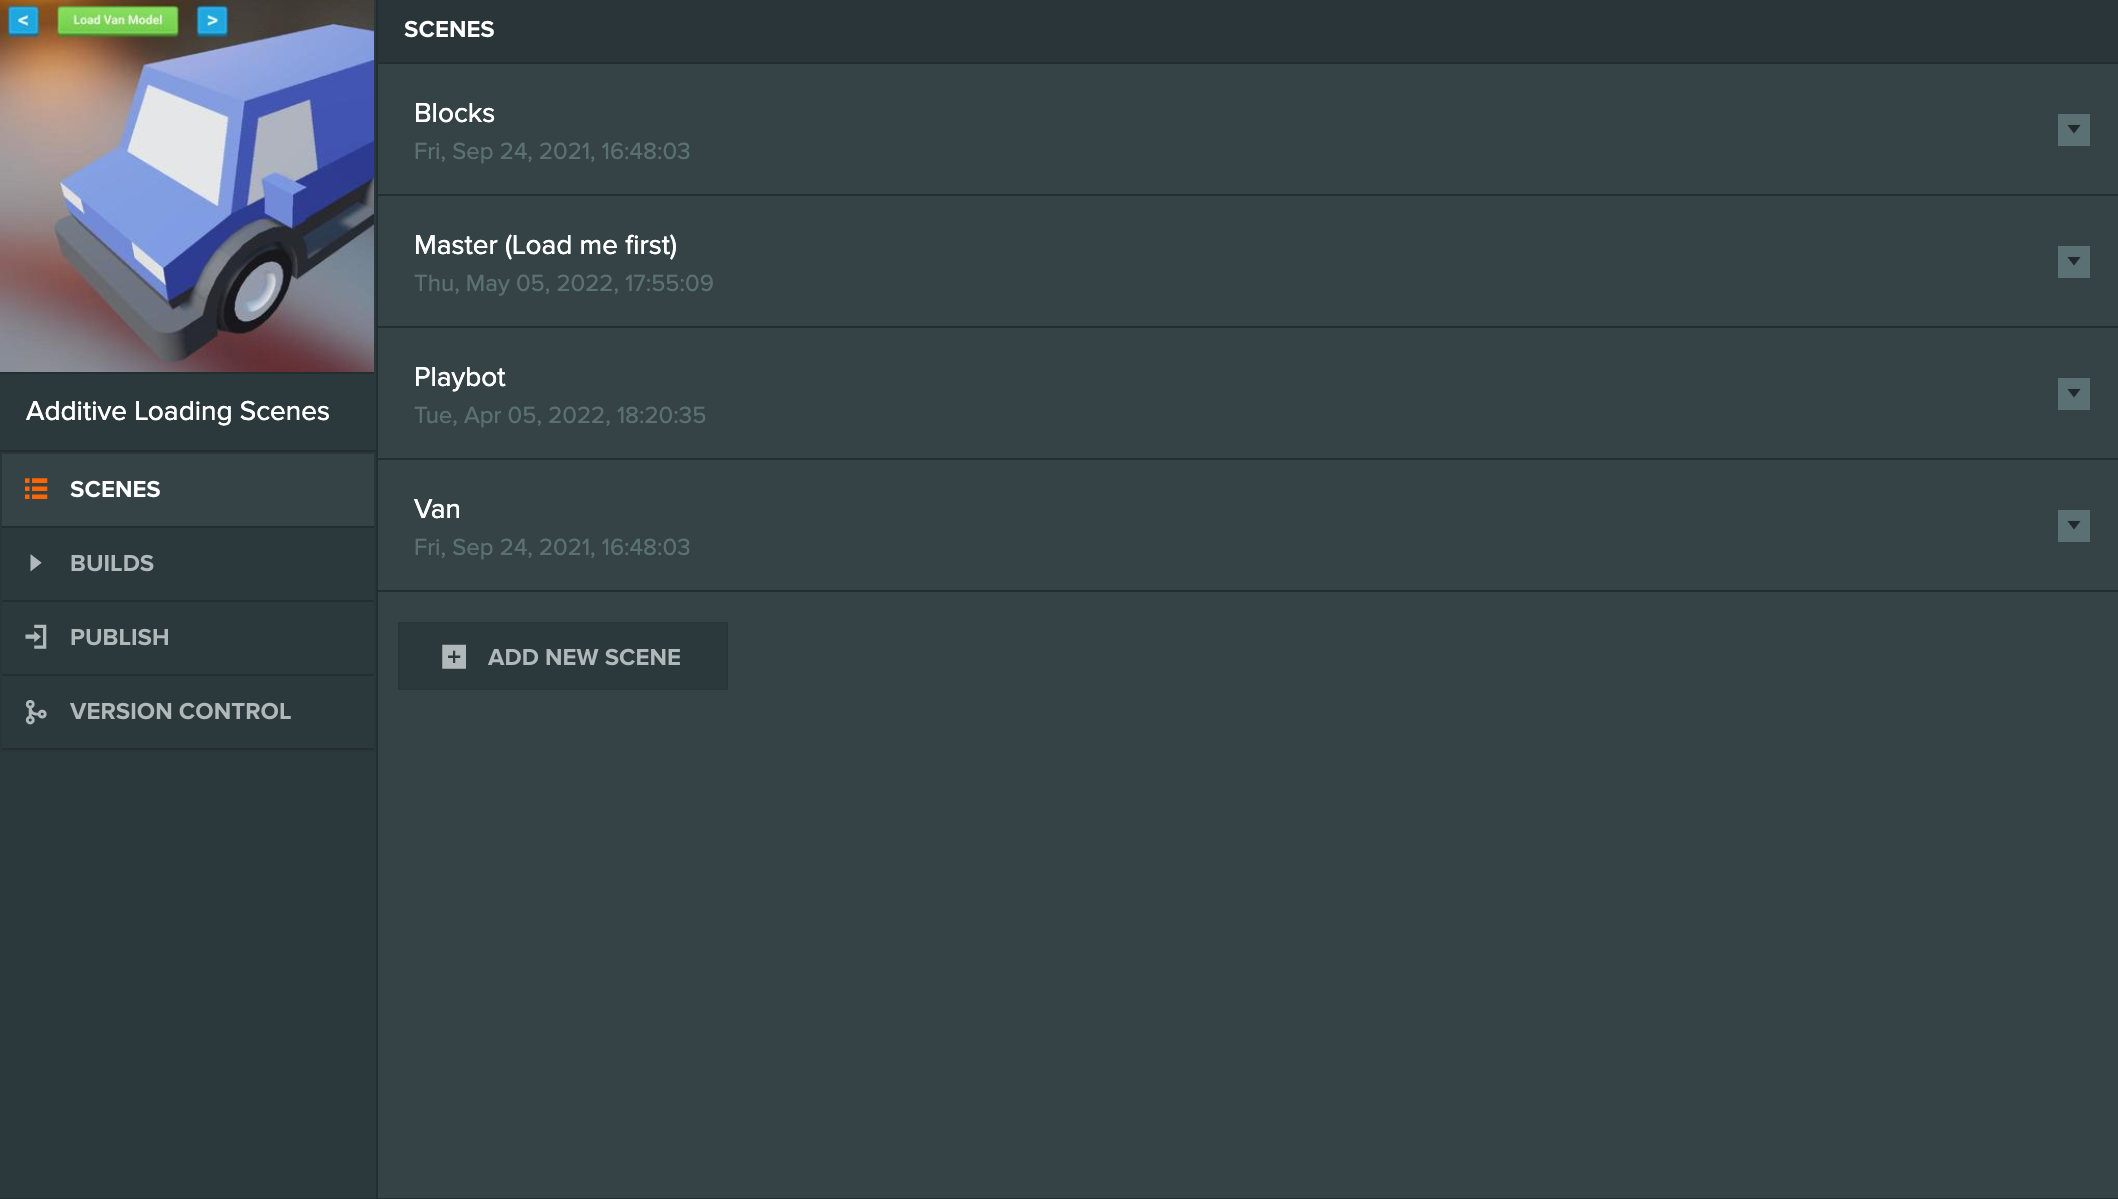 < Load Van Model >
Additive Loading Scenes
SCENES
BUILDS
PUBLISH
VERSION CONTROL
SCENES
Blocks
Fri, Sep 24, 2021, 16:48:03
Master (Load me first)
Thu, May 05, 2022, 17:55:09
Playbot
Tue, Apr 05, 2022, 18:20:35
Van
Fri, Sep 24, 2021, 16:48:03
ADD NEW SCENE